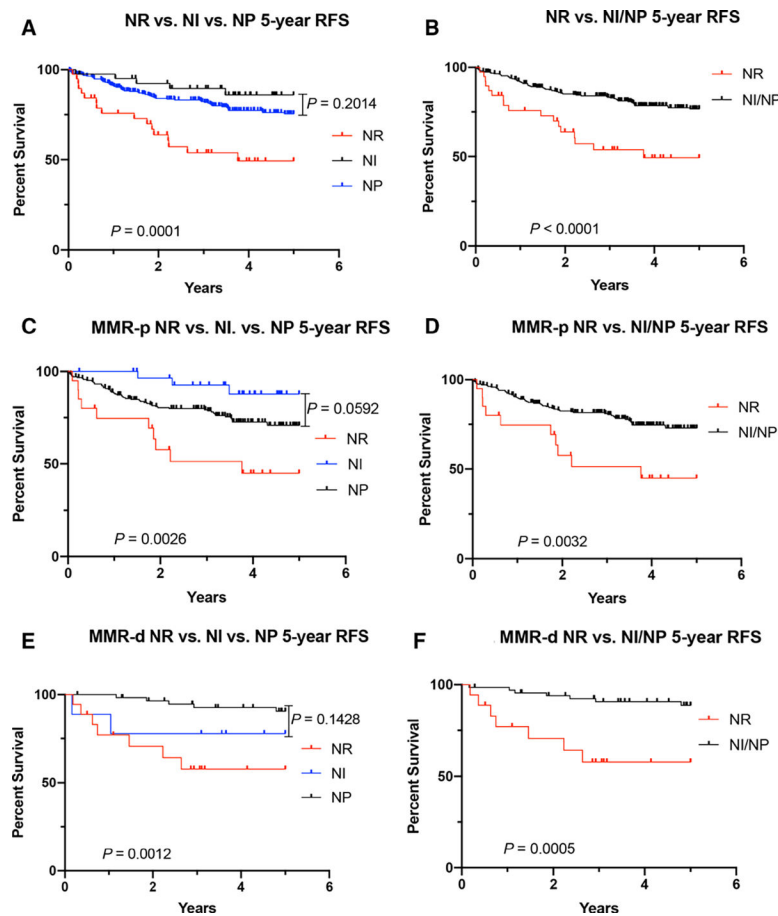 A
NR vs. NI vs. NP 5-year RFS
Percent Survival
100
50
0
0
2
4
6
Years
P = 0.2014
NR
NI
NP
P = 0.0001
B
NR vs. NI/NP 5-year RFS
Percent Survival
100
50
0
0
2
4
6
Years
NR
NI/NP
P < 0.0001
C
MMR-p NR vs. NI. vs. NP 5-year RFS
Percent Survival
100
50
0
0
2
4
6
Years
P = 0.0592
NR
NI
NP
P = 0.0026
D
MMR-p NR vs. NI/NP 5-year RFS
Percent Survival
100
50
0
0
2
4
6
Years
NR
NI/NP
P = 0.0032
E
MMR-d NR vs. NI vs. NP 5-year RFS
Percent Survival
100
50
0
0
2
4
6
Years
P = 0.1428
NR
NI
NP
P = 0.0012
F
MMR-d NR vs. NI/NP 5-year RFS
Percent Survival
100
50
0
0
2
4
6
Years
NR
NI/NP
P = 0.0005